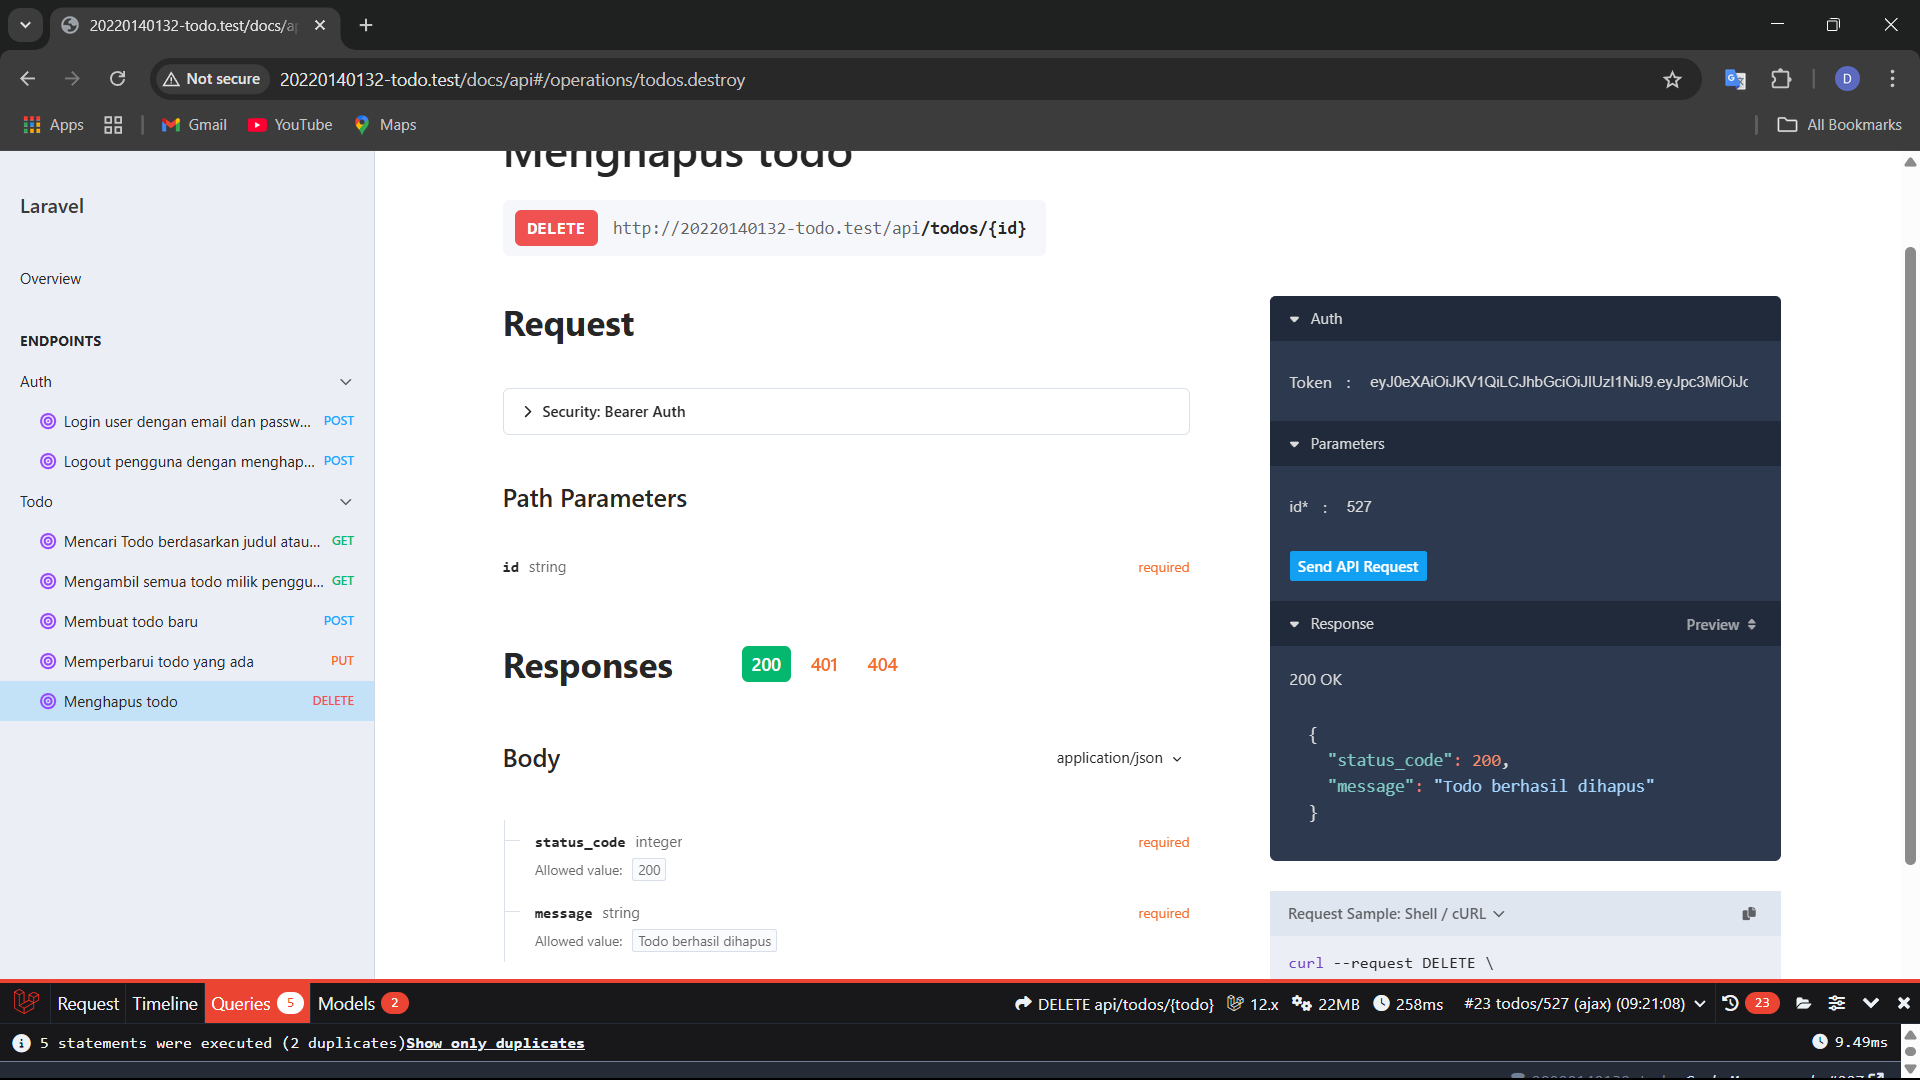 20220140132-todo.test/docs/ap
Not secure
20220140132-todo.test/docs/api#/operations/todos.destroy
D
Apps
Gmail
YouTube
Maps
All Bookmarks
Laravel
Overview
ENDPOINTS
Auth
Login user dengan email dan passw... POST
Logout pengguna dengan menghap... POST
Todo
Mencari Todo berdasarkan judul atau... GET
Mengambil semua todo milik penggu... GET
Membuat todo baru POST
Memperbarui todo yang ada PUT
Menghapus todo DELETE
Menghapus todo
DELETE http://20220140132-todo.test/api/todos/{id}
Request
Security: Bearer Auth
Path Parameters
id string required
Responses 200 401 404
Body application/json
status_code integer required
Allowed value: 200
message string required
Allowed value: Todo berhasil dihapus
Auth
Token : eyJ0eXAiOiJKV1QiLCJhbGciOiJIUzI1NiJ9.eyJpc3MiOiJc
Parameters
id* : 527
Send API Request
Response Preview
200 OK
{
"status_code": 200,
"message": "Todo berhasil dihapus"
}
Request Sample: Shell / cURL
curl --request DELETE \
Request Timeline Queries 5 Models 2 DELETE api/todos/{todo} 12.x 22MB 258ms #23 todos/527 (ajax) (09:21:08) 23
5 statements were executed (2 duplicates)Show only duplicates 9.49ms